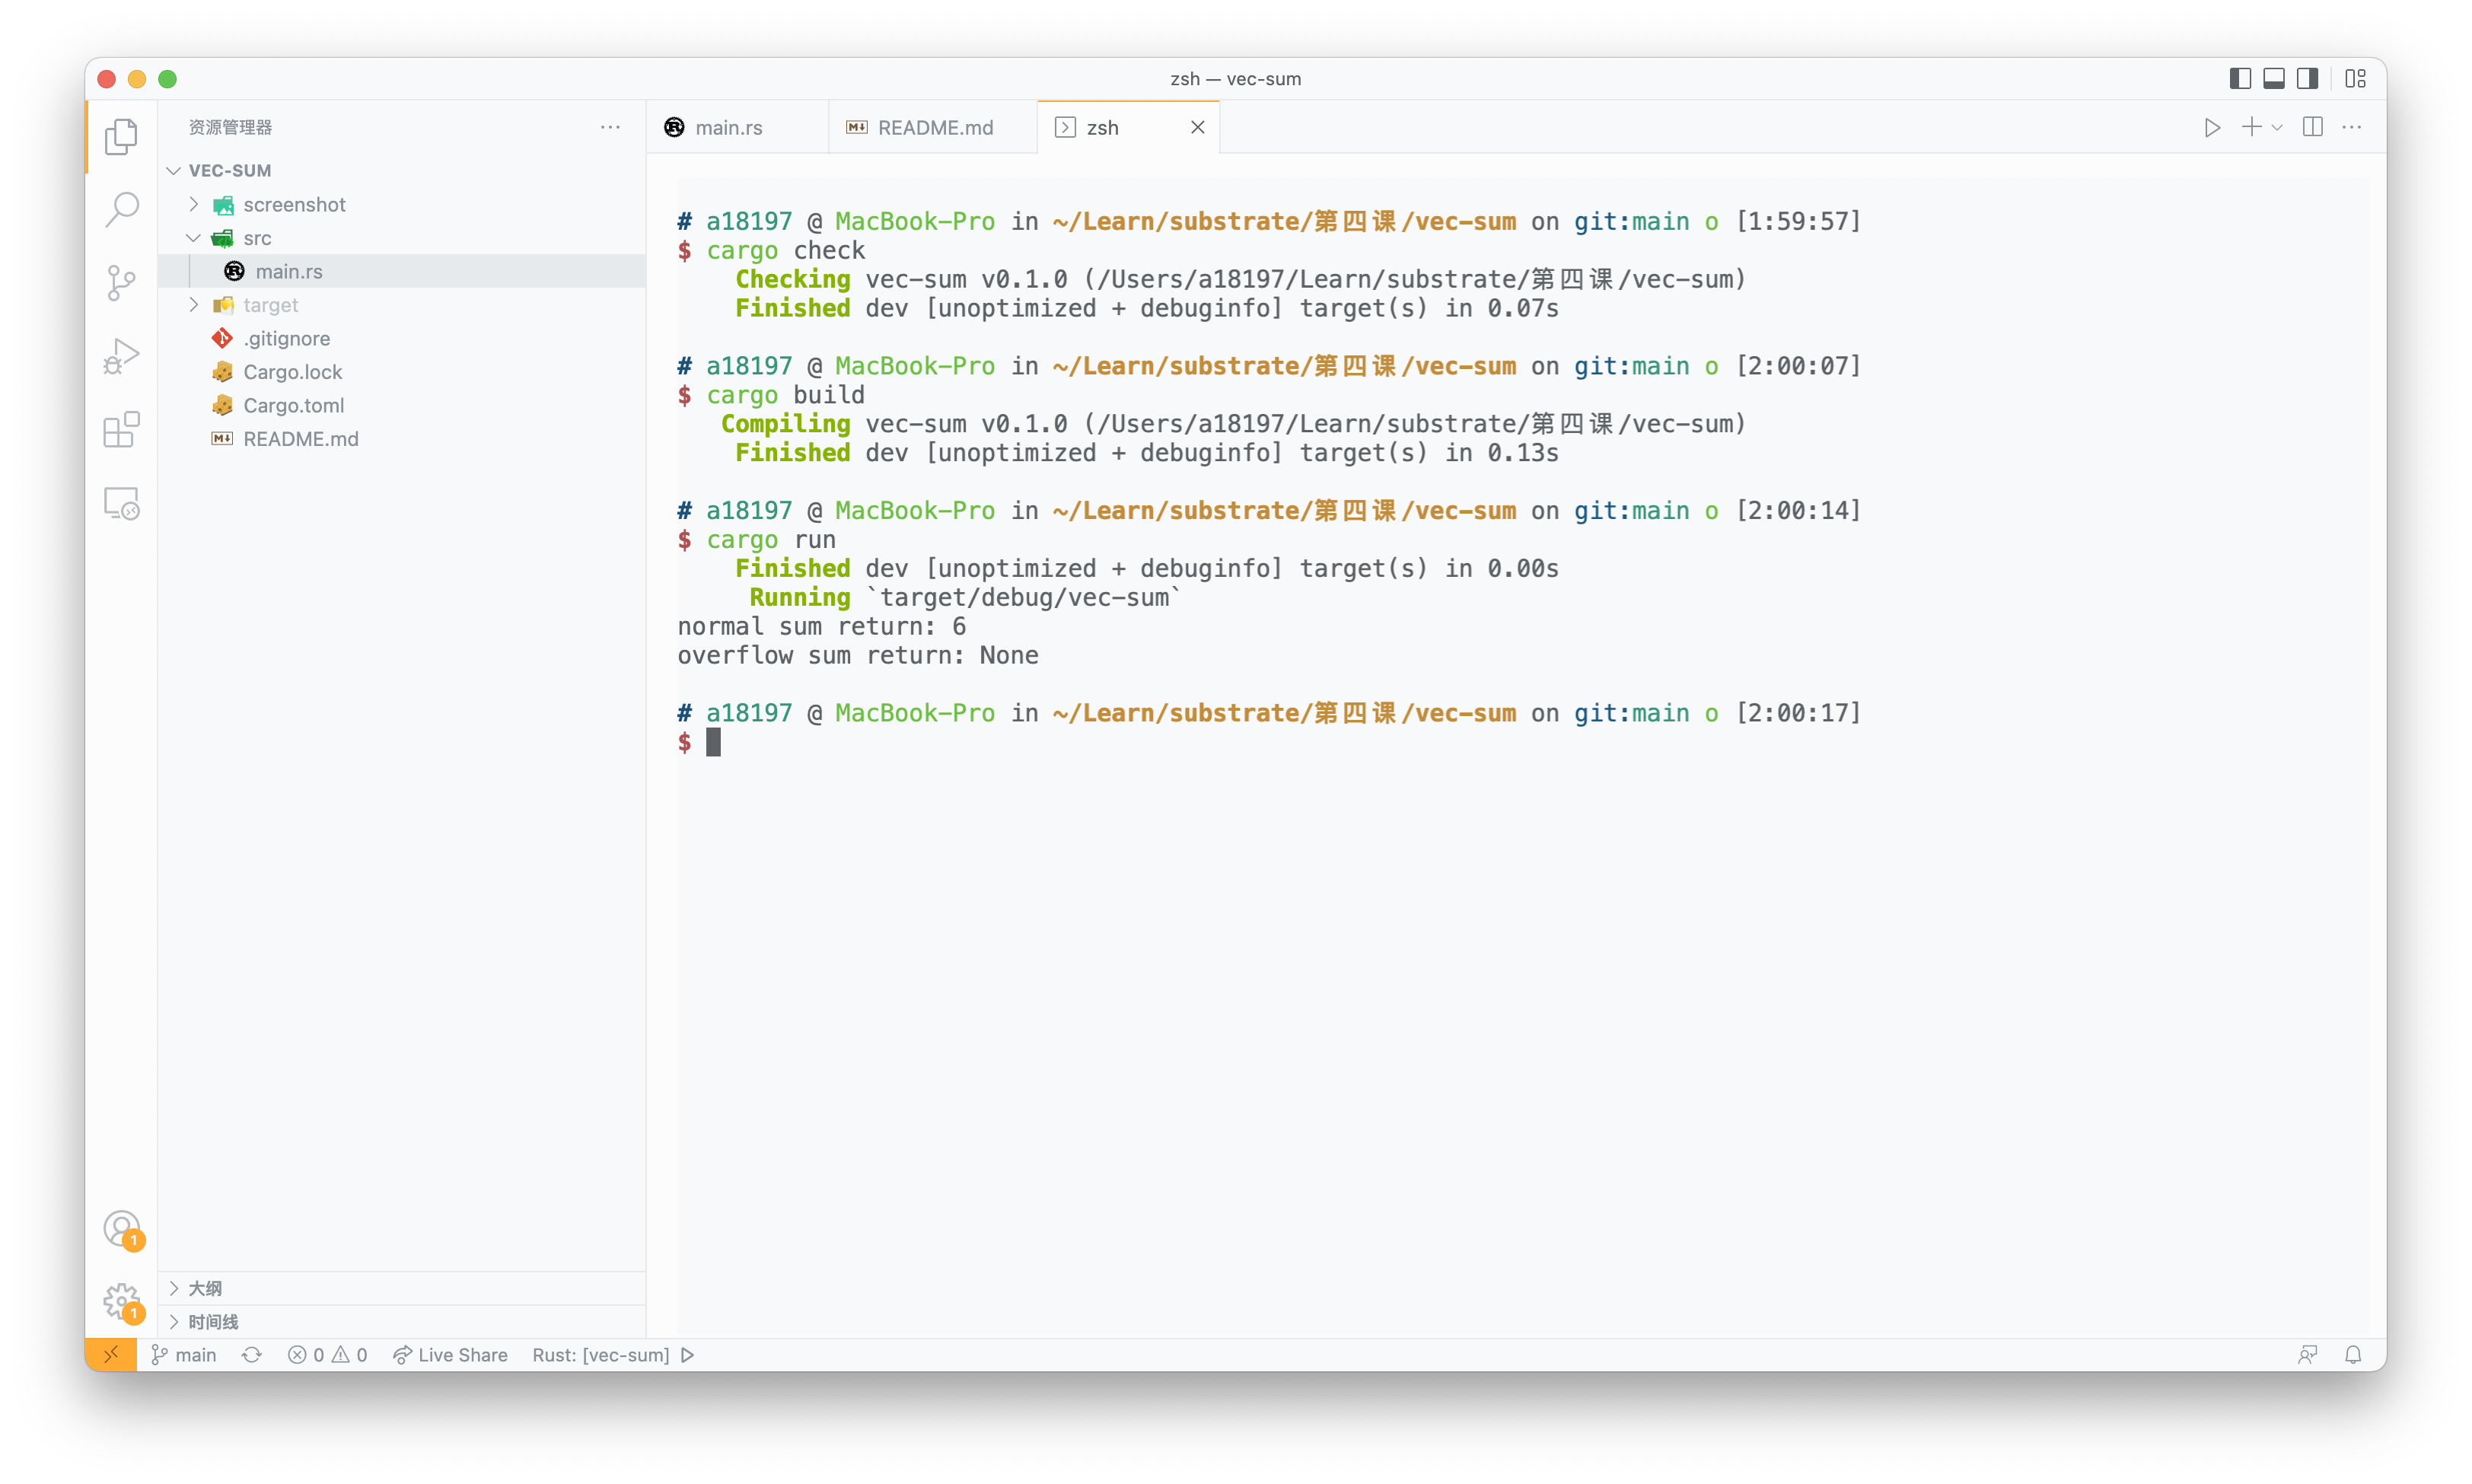 zsh — vec-sum
资源管理器
main.rs
README.md
zsh
VEC-SUM
screenshot
src
main.rs
target
.gitignore
Cargo.lock
Cargo.toml
README.md
# a18197 @ MacBook-Pro in ~/Learn/substrate/第四课/vec-sum on git:main o [1:59:57]
$ cargo check
Checking vec-sum v0.1.0 (/Users/a18197/Learn/substrate/第四课/vec-sum)
Finished dev [unoptimized + debuginfo] target(s) in 0.07s
# a18197 @ MacBook-Pro in ~/Learn/substrate/第四课/vec-sum on git:main o [2:00:07]
$ cargo build
Compiling vec-sum v0.1.0 (/Users/a18197/Learn/substrate/第四课/vec-sum)
Finished dev [unoptimized + debuginfo] target(s) in 0.13s
# a18197 @ MacBook-Pro in ~/Learn/substrate/第四课/vec-sum on git:main o [2:00:14]
$ cargo run
Finished dev [unoptimized + debuginfo] target(s) in 0.00s
Running `target/debug/vec-sum`
normal sum return: 6
overflow sum return: None
# a18197 @ MacBook-Pro in ~/Learn/substrate/第四课/vec-sum on git:main o [2:00:17]
$
1
1
大纲
时间线
main 0 0 Live Share Rust: [vec-sum]